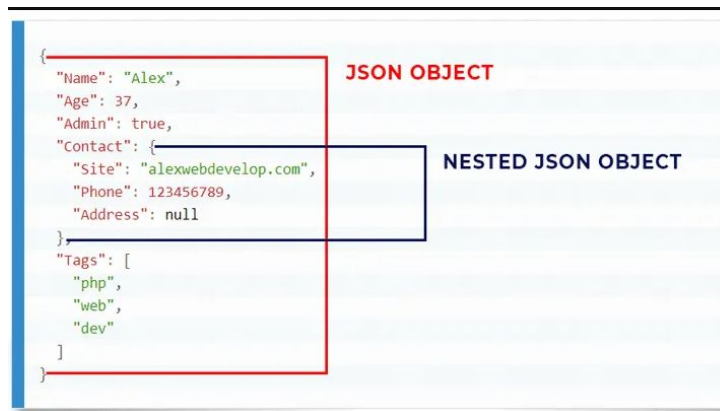 {
"Name": "Alex",
"Age": 37,
"Admin": true,
"Contact": {
"Site": "alexwebdevelop.com",
"Phone": 123456789,
"Address": null
},
"Tags": [
"php",
"web",
"dev"
]
}
JSON OBJECT
NESTED JSON OBJECT